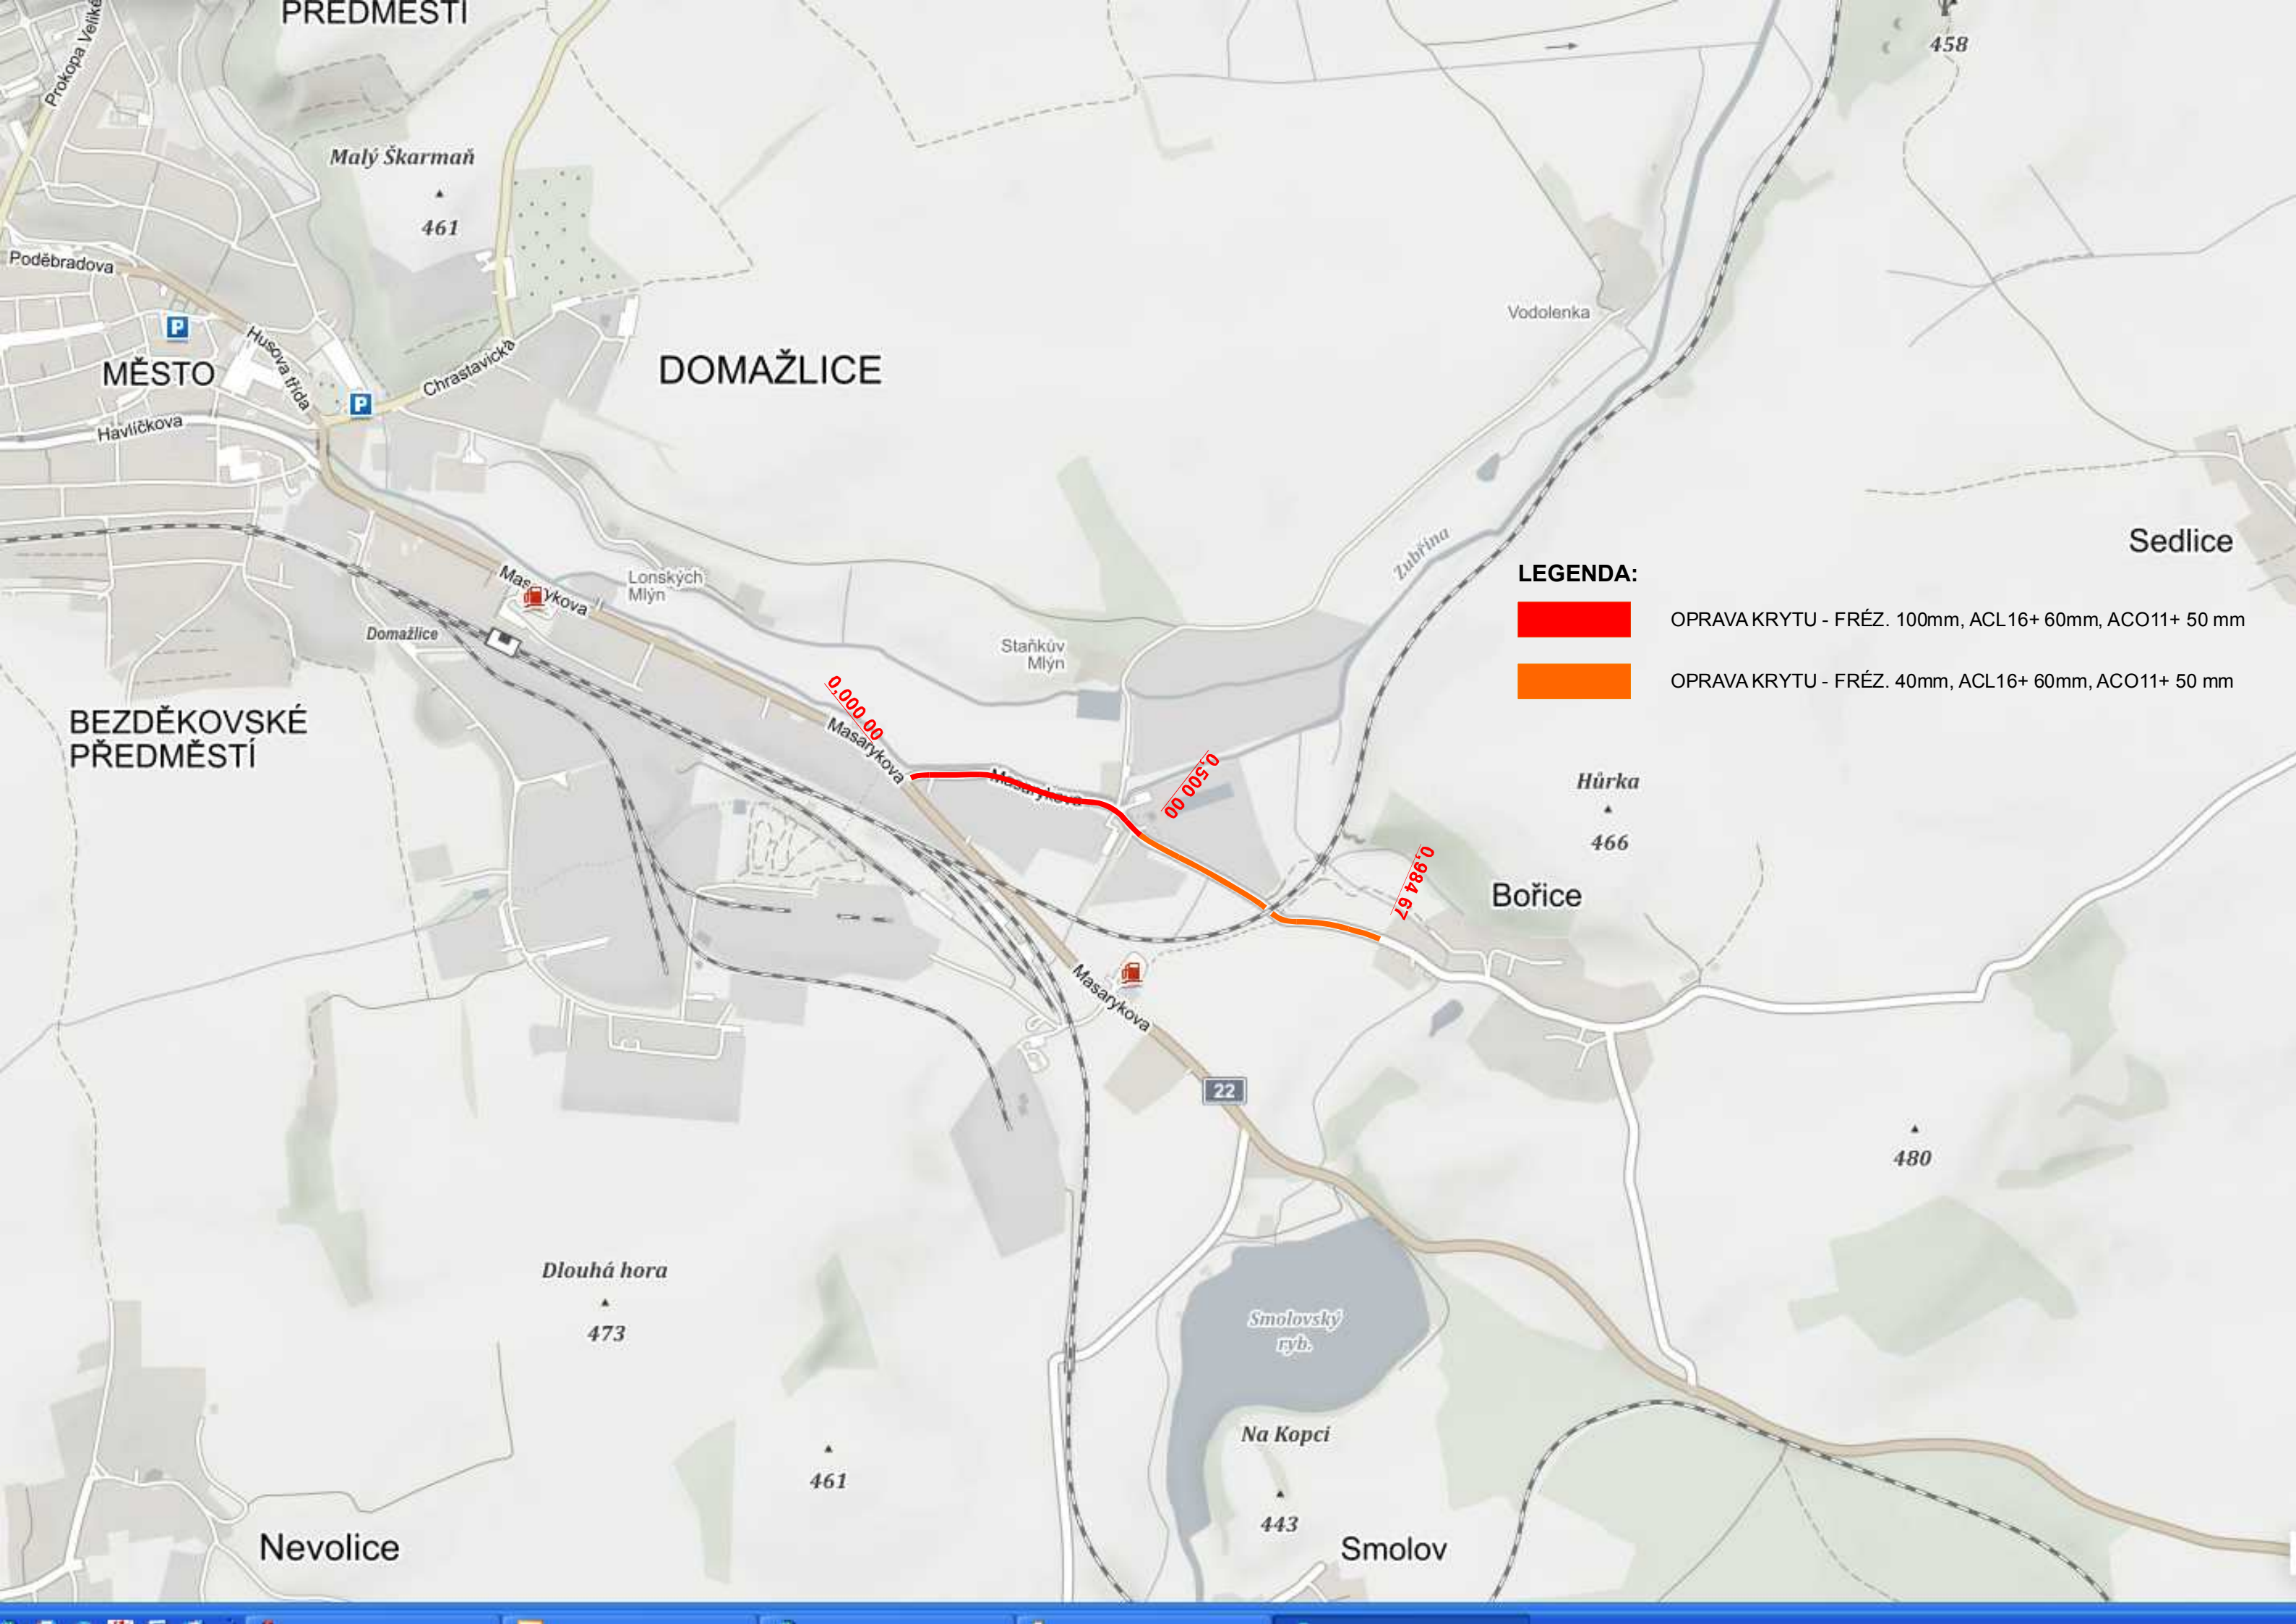 PŘEDMĚSTÍ
458
Prokopa Veliké
Malý Škarmaň
461
Poděbradova
Vodolenka
Husova třída
MĚSTO
DOMAŽLICE
Chrastavická
Havlíčkova
Sedlice
Zubřina
LEGENDA:
OPRAVA KRYTU - FRÉZ. 100mm, ACL16+ 60mm, ACO11+ 50 mm
OPRAVA KRYTU - FRÉZ. 40mm, ACL16+ 60mm, ACO11+ 50 mm
Masarykova
Lonských
Mlýn
Domažlice
Staňkův
Mlýn
0,000 00
BEZDĚKOVSKÉ
PŘEDMĚSTÍ
Masarykova
Masarykova
0,500 00
Hůrka
466
0,984 67
Bořice
Masarykova
22
480
Dlouhá hora
473
Smolovský
ryb.
Na Kopci
461
443
Nevolice
Smolov
P
P